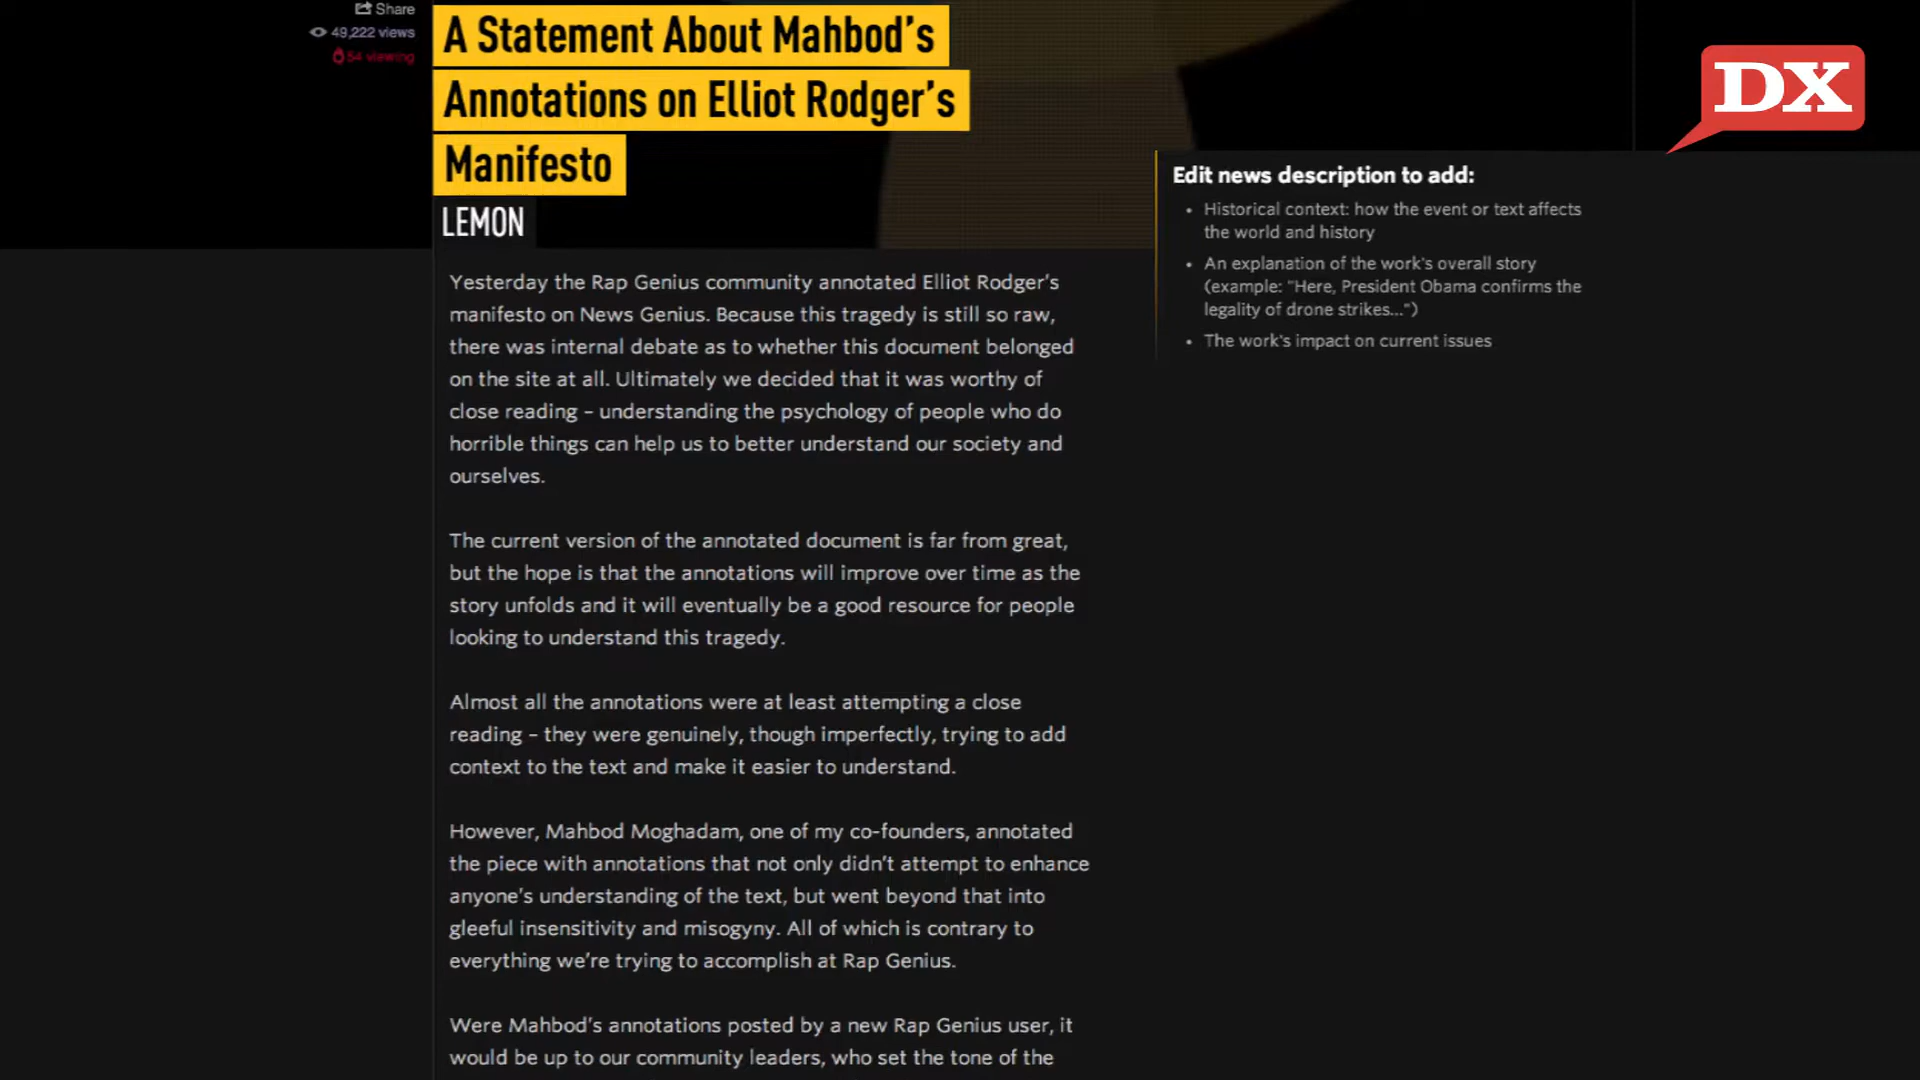 Share
49,222 views
54 viewing
A Statement About Mahbod's
Annotations on Elliot Rodger's
Manifesto
LEMON
Yesterday the Rap Genius community annotated Elliot Rodger's
manifesto on News Genius. Because this tragedy is still so raw,
there was internal debate as to whether this document belonged
on the site at all. Ultimately we decided that it was worthy of
close reading – understanding the psychology of people who do
horrible things can help us to better understand our society and
ourselves.
The current version of the annotated document is far from great,
but the hope is that the annotations will improve over time as the
story unfolds and it will eventually be a good resource for people
looking to understand this tragedy.
Almost all the annotations were at least attempting a close
reading – they were genuinely, though imperfectly, trying to add
context to the text and make it easier to understand.
However, Mahbod Moghadam, one of my co-founders, annotated
the piece with annotations that not only didn't attempt to enhance
anyone's understanding of the text, but went beyond that into
gleeful insensitivity and misogyny. All of which is contrary to
everything we're trying to accomplish at Rap Genius.
Were Mahbod's annotations posted by a new Rap Genius user, it
would be up to our community leaders, who set the tone of the
DX
Edit news description to add:
• Historical context: how the event or text affects
the world and history
• An explanation of the work's overall story
(example: "Here, President Obama confirms the
legality of drone strikes...")
• The work's impact on current issues